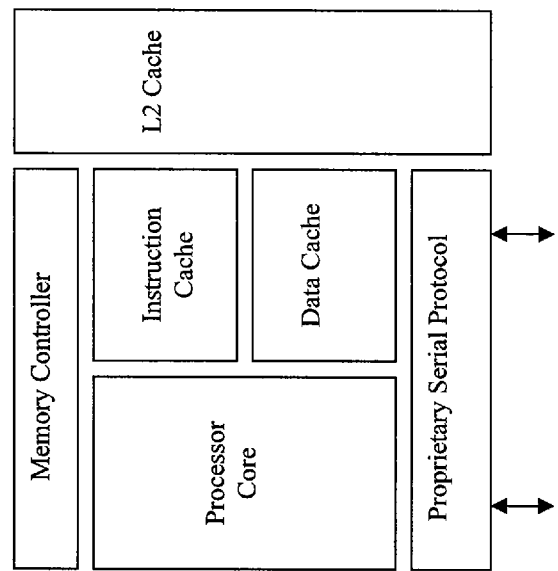 Memory Controller
Processor
Core
Instruction
Cache
Data Cache
L2 Cache
Proprietary Serial Protocol